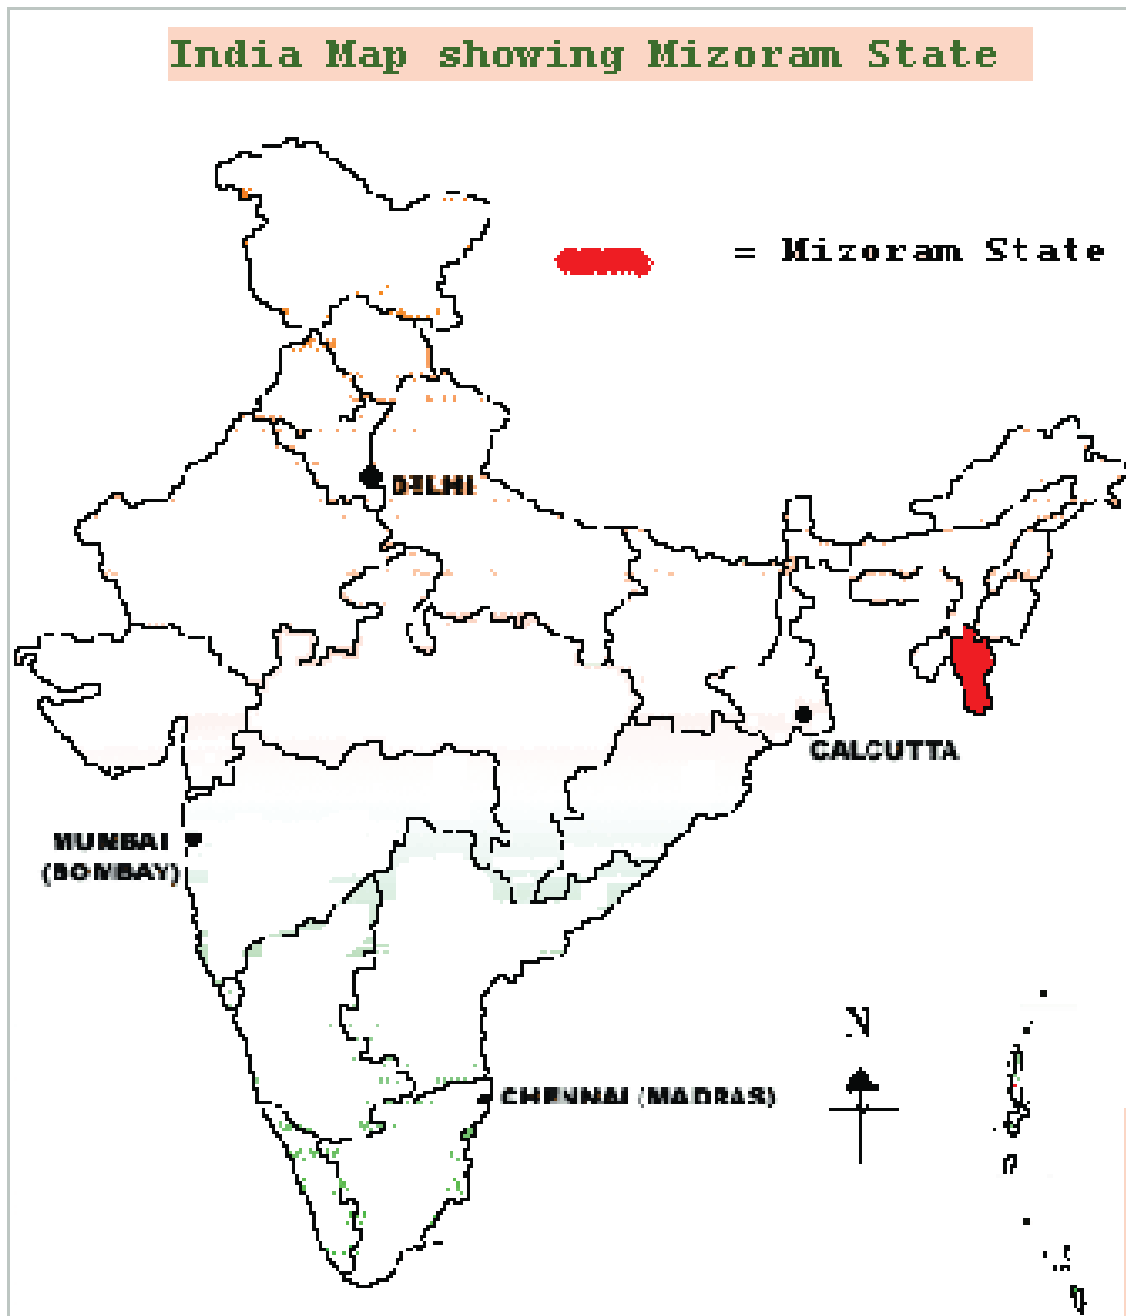 India Map showing Mizoram State
= Mizoram State
DELHI
CALCUTTA
MUMBAI
(BOMBAY)
N
CHENNAI (MADRAS)